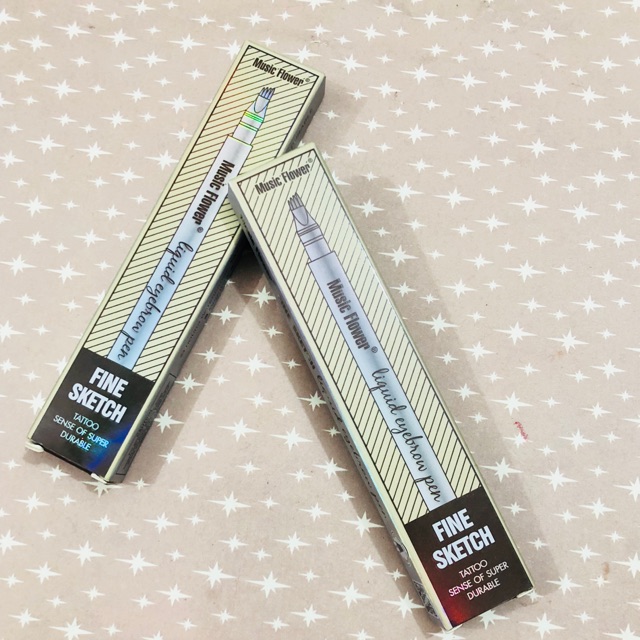 Music Flower®
Music Flower®
liquid eyebrow pen
FINE
SKETCH
TATTOO
SENSE OF SUPER
DURABLE
Music Flower®
Music Flower®
liquid eyebrow pen
FINE
SKETCH
TATTOO
SENSE OF SUPER
DURABLE